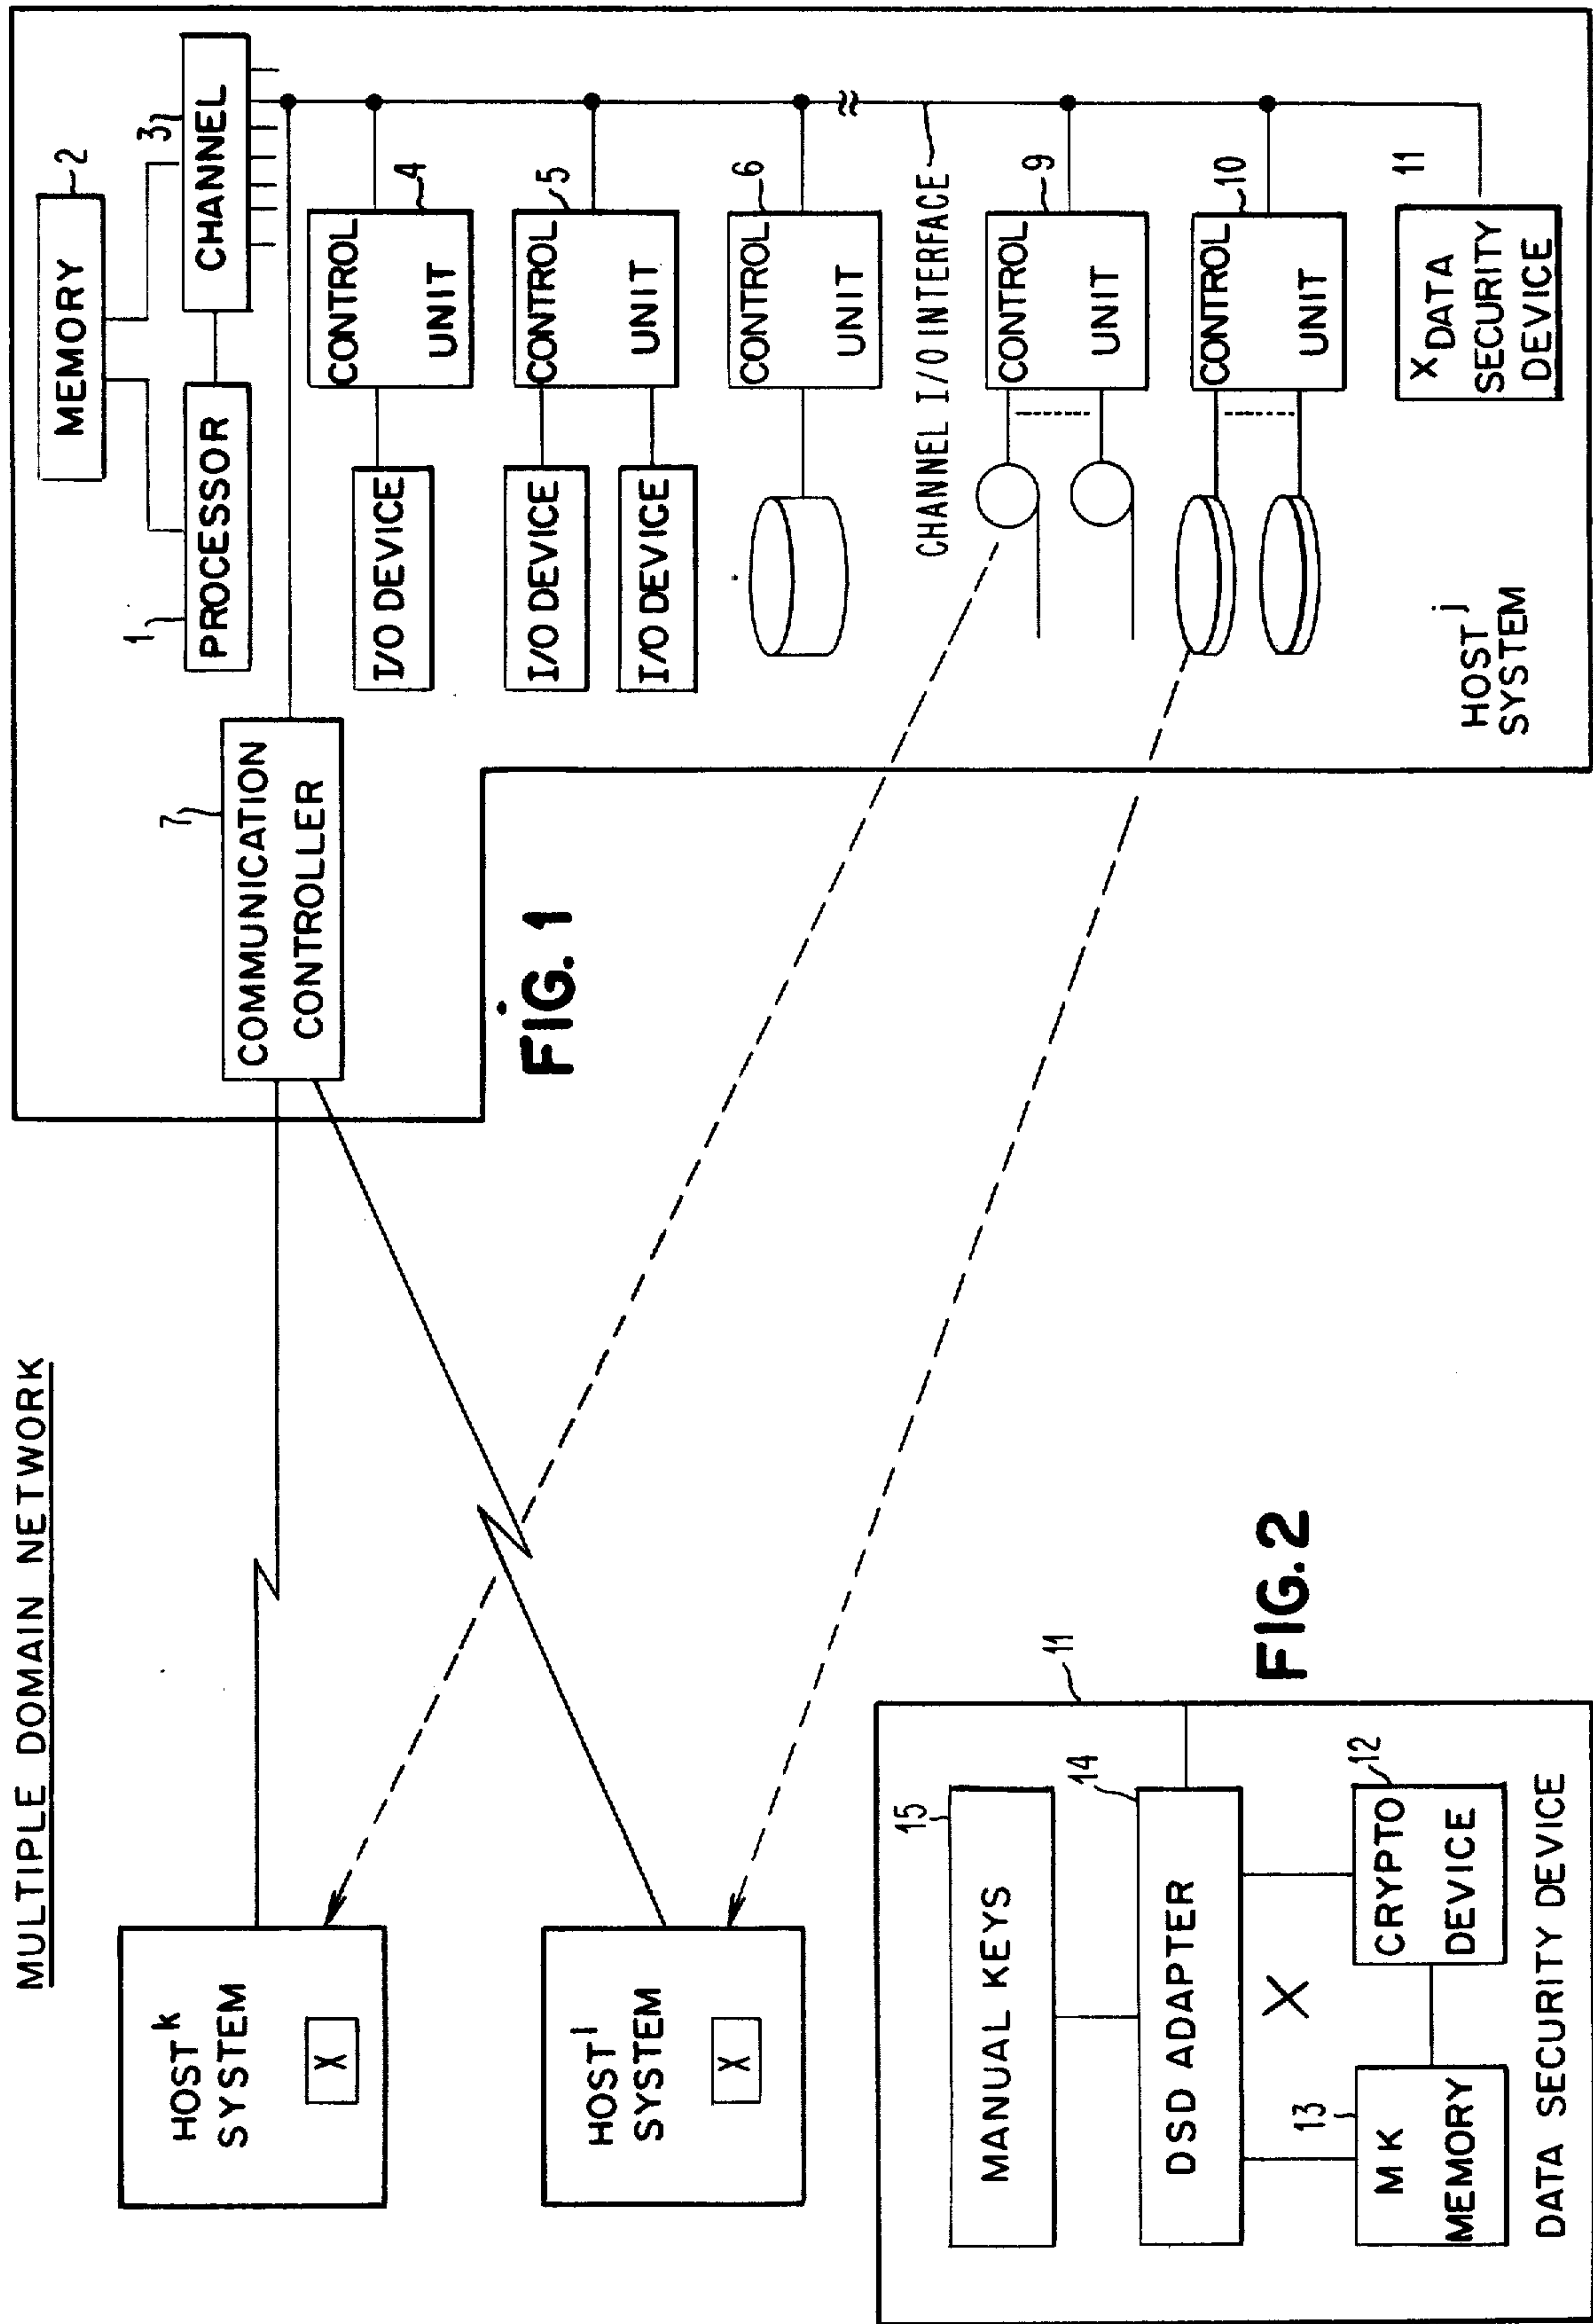 MULTIPLE DOMAIN NETWORK
HOST^k
SYSTEM
X
HOST^l
SYSTEM
X
7
COMMUNICATION
CONTROLLER
MEMORY
2
1
PROCESSOR
3
CHANNEL
I/O DEVICE
CONTROL
UNIT
4
I/O DEVICE
I/O DEVICE
CONTROL
UNIT
5
CONTROL
UNIT
6
CHANNEL I/O INTERFACE
CONTROL
UNIT
9
CONTROL
UNIT
10
X DATA
SECURITY
DEVICE
11
HOST^j
SYSTEM
FIG. 1
11
MANUAL KEYS
15
DSD ADAPTER
14
X
MK
MEMORY
13
CRYPTO
DEVICE
12
DATA SECURITY DEVICE
FIG. 2